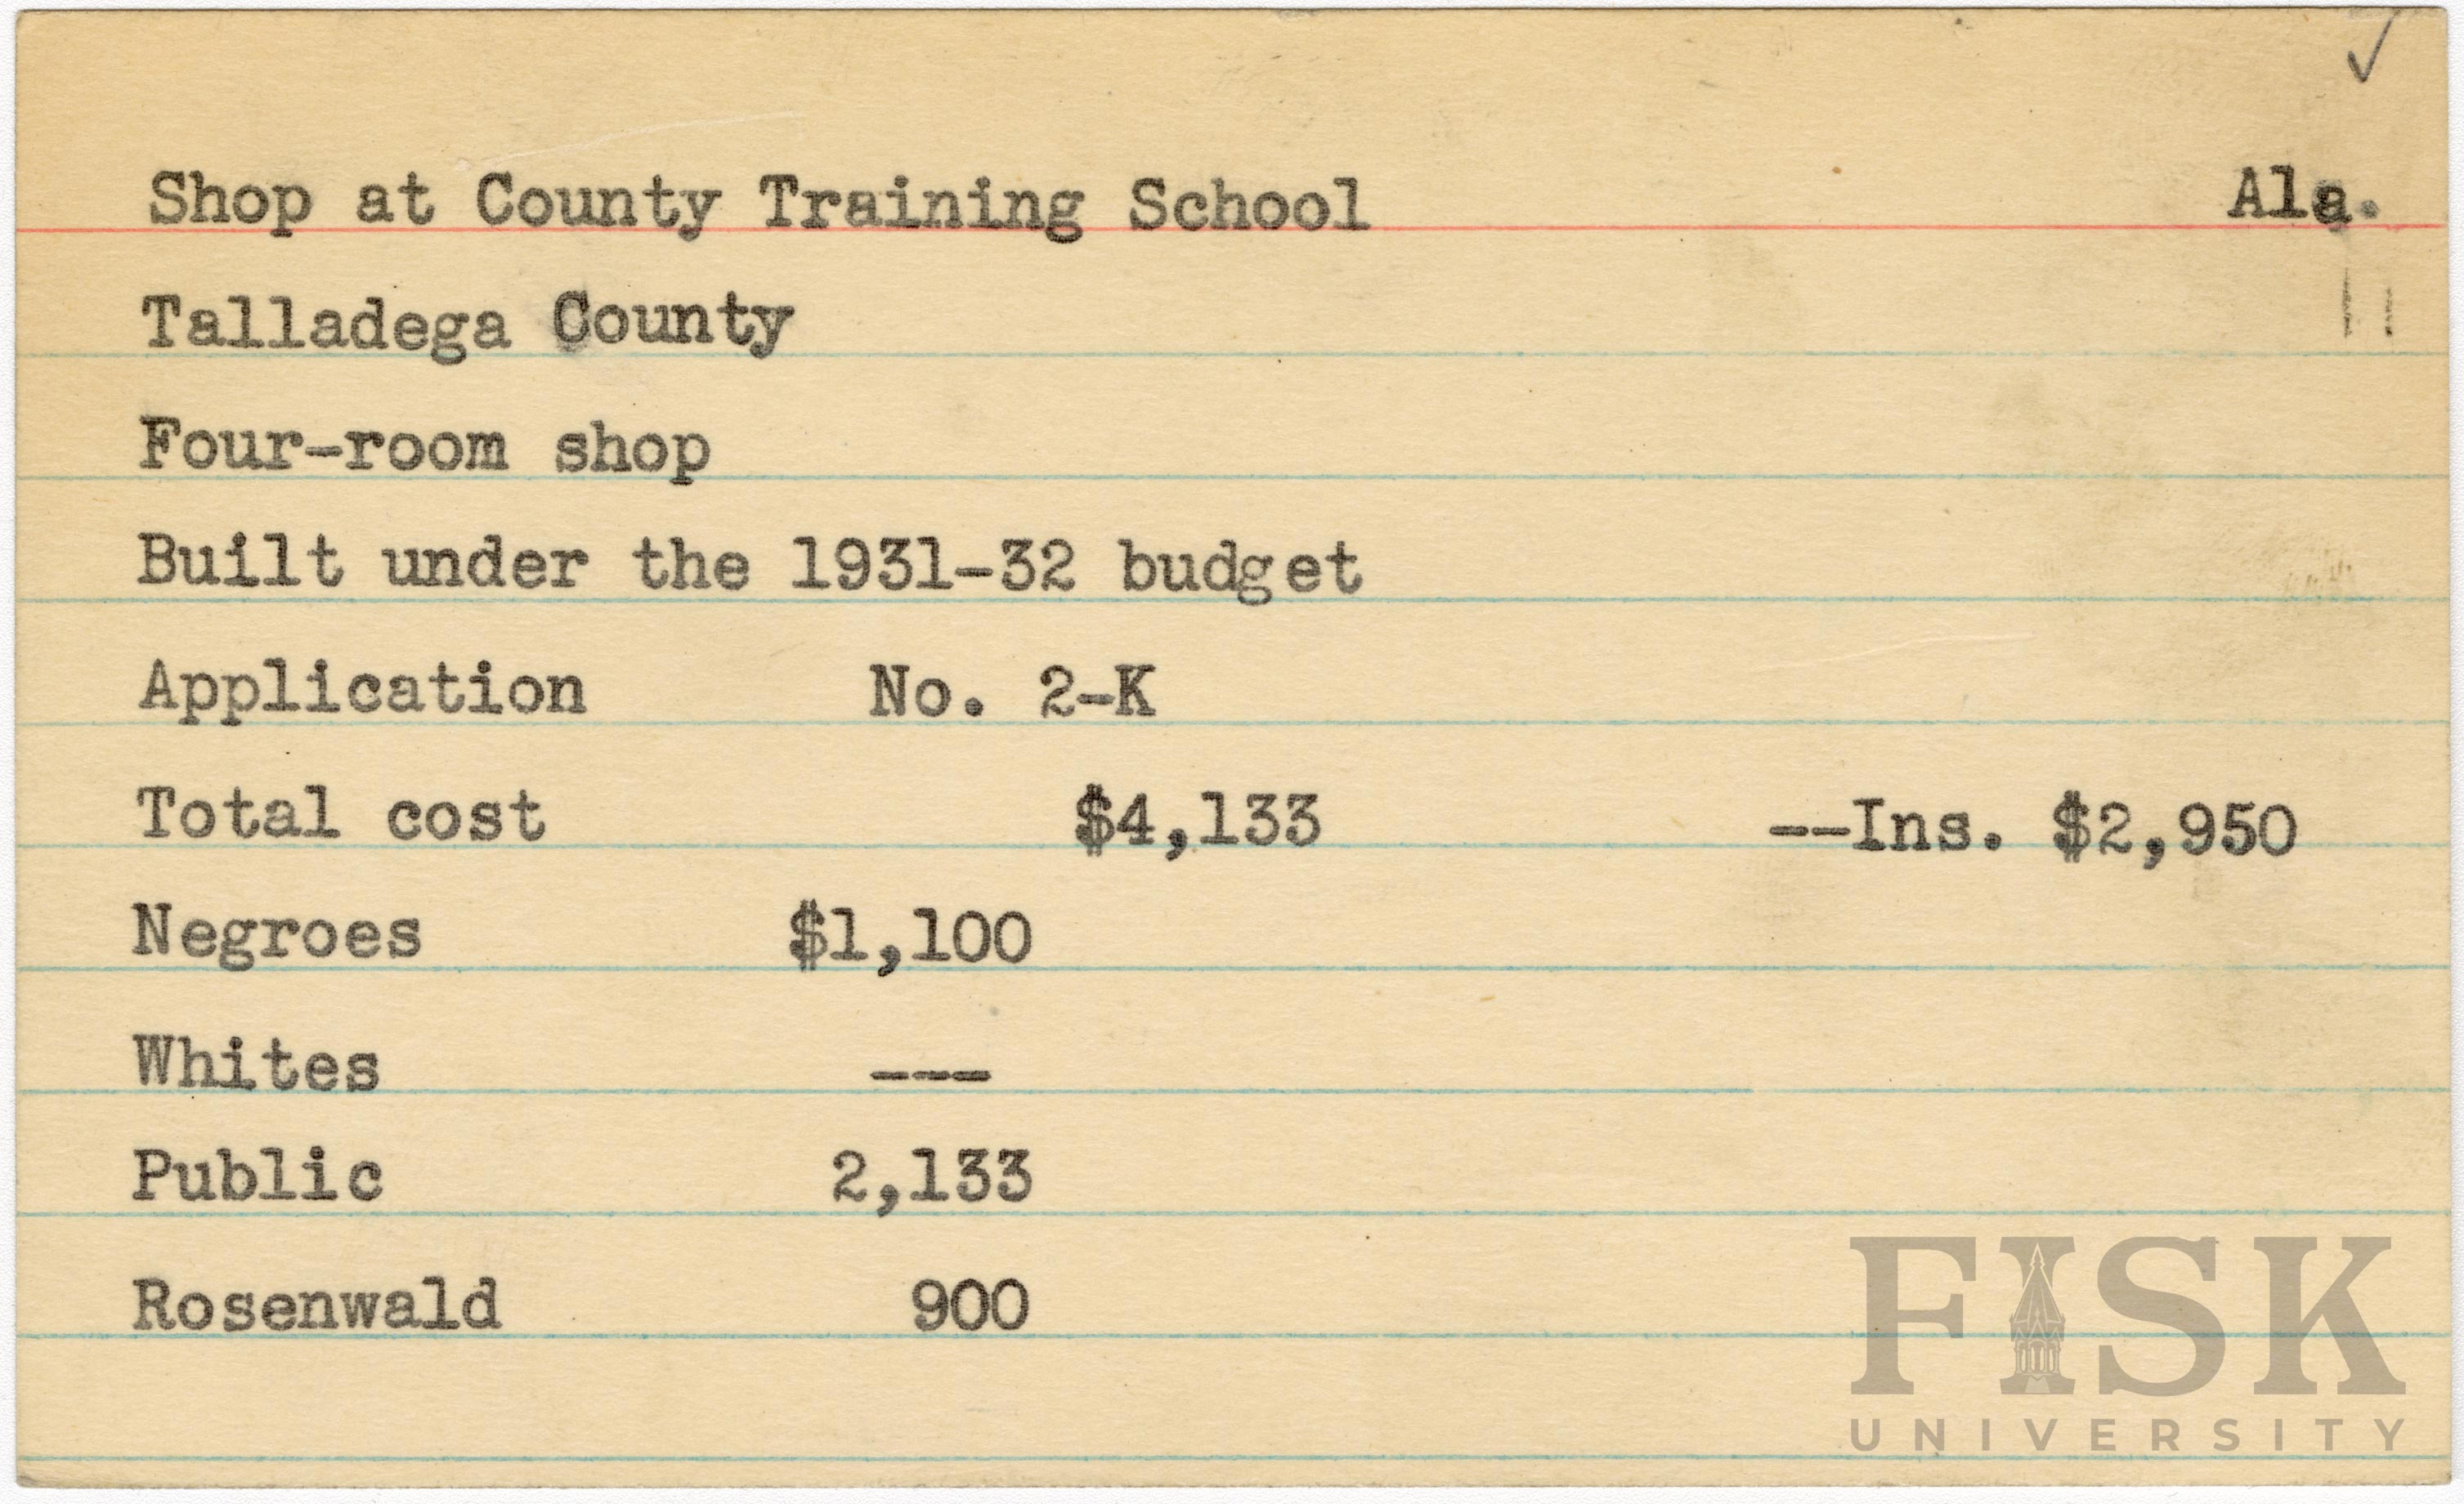 ✓
Shop at County Training School Ala.
Talladega County
Four-room shop
Built under the 1931-32 budget
Application No. 2-K
Total cost $4,133 --Ins. $2,950
Negroes $1,100
Whites ---
Public 2,133
Rosenwald 900
FISK
UNIVERSITY